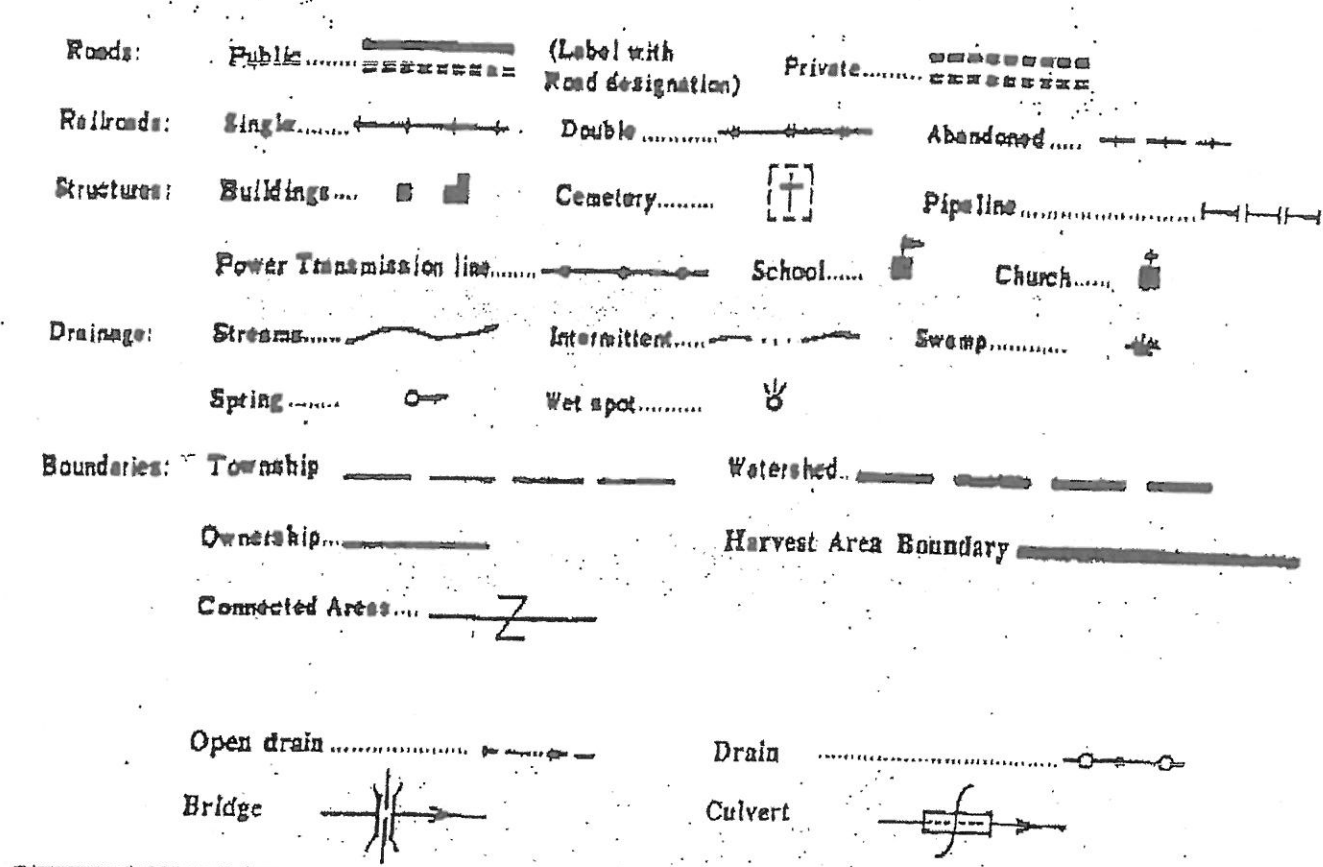 Roads: Public........ (Label with Road designation) Private.........
Railroads: Single....... Double ........... Abandoned .....
Structures: Buildings.... Cemetery......... Pipeline..............................
Power Transmission line....... School...... Church.....
Drainage: Streams...... Intermittent..... Swamp...........
Spring ....... Wet spot..........
Boundaries: Township Watershed..
Ownership... Harvest Area Boundary
Connected Areas.... Z
Open drain ................... Drain ................................
Bridge Culvert